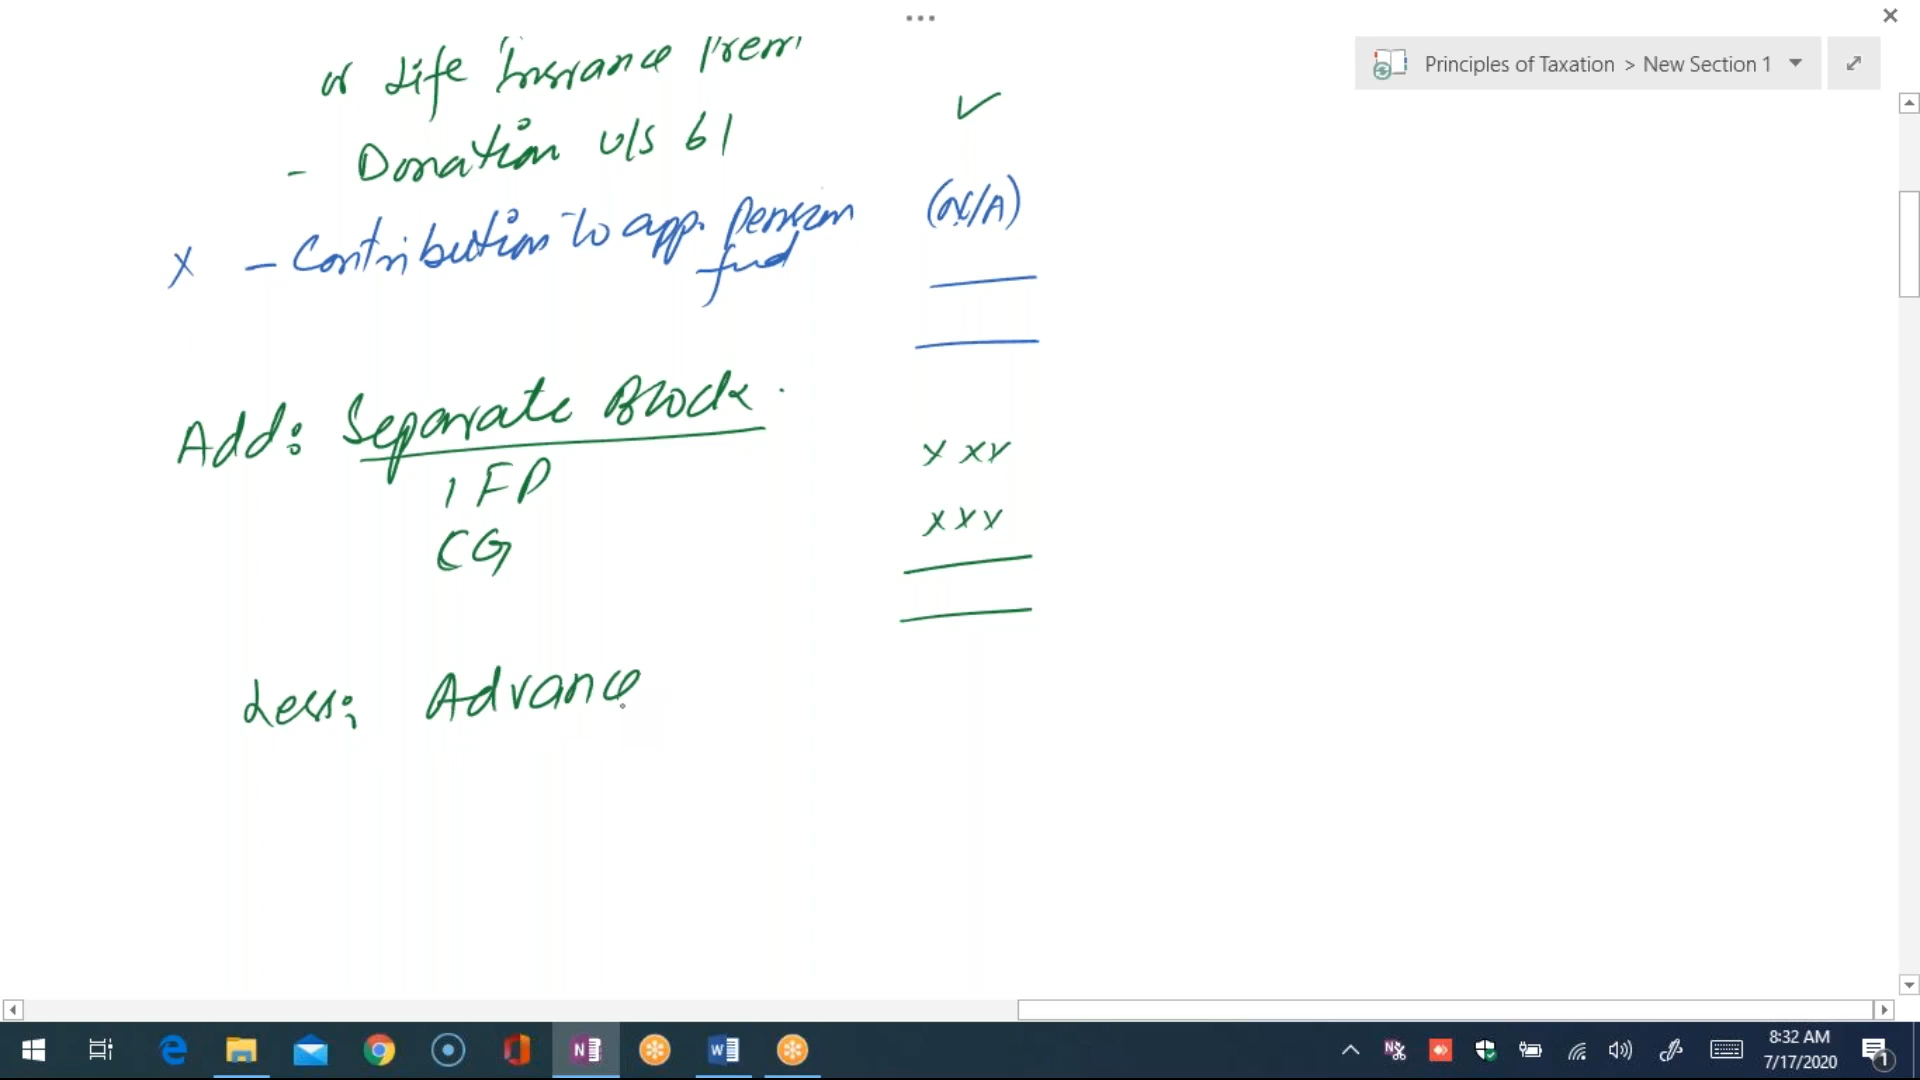 Principles of Taxation > New Section 1
or Life Insurance Prem
- Donation u/s 61 ✓
x - Contribution to app. Pension fund (N/A)
Add: Separate Block.
IFP xxx
CG xxx
Less: Advance
8:32 AM
7/17/2020
1